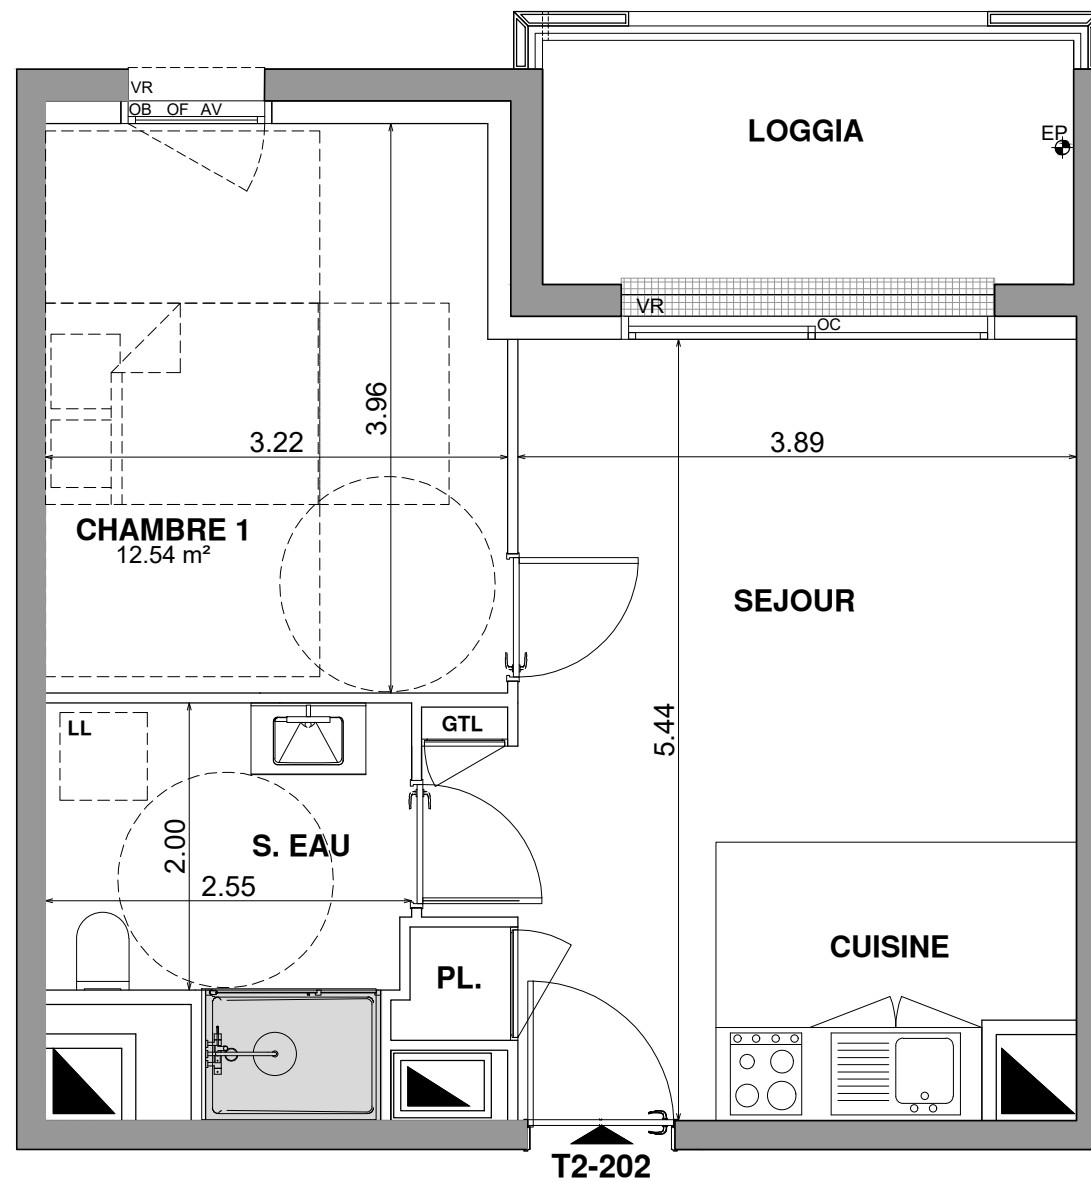 VR
OB OF AV
LOGGIA
EP
VR
OC
3.96
3.22
3.89
CHAMBRE 1
12.54 m²
SEJOUR
5.44
LL
GTL
2.00
S. EAU
2.55
CUISINE
PL.
T2-202